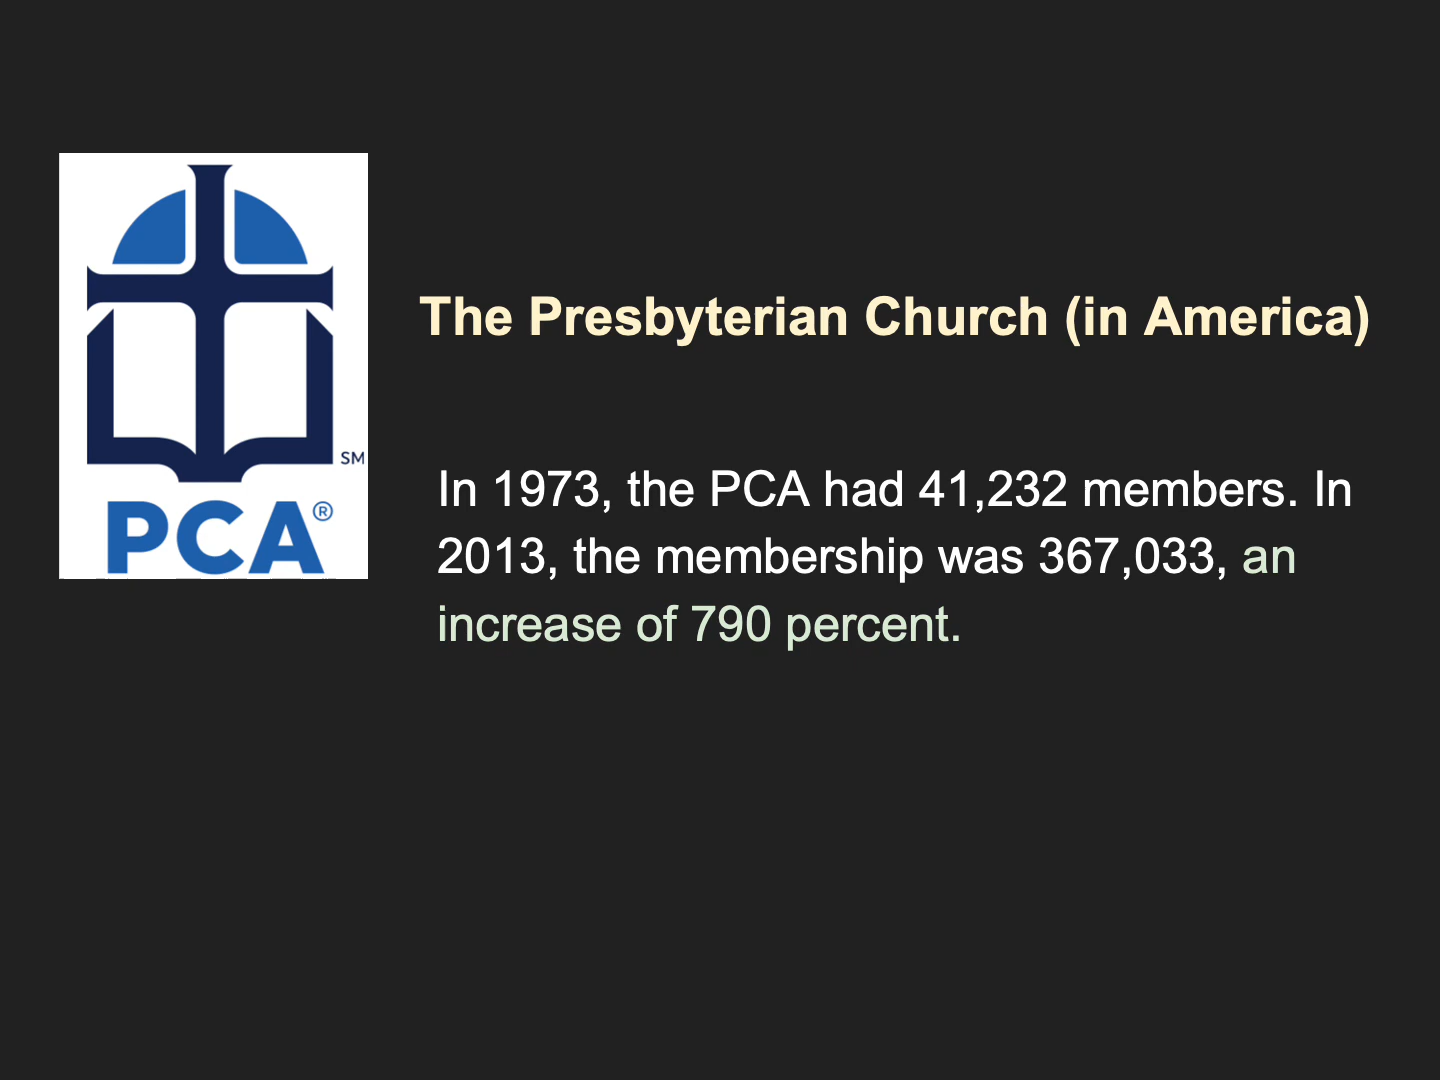 SM
PCA®
The Presbyterian Church (in America)
In 1973, the PCA had 41,232 members. In
2013, the membership was 367,033, an
increase of 790 percent.